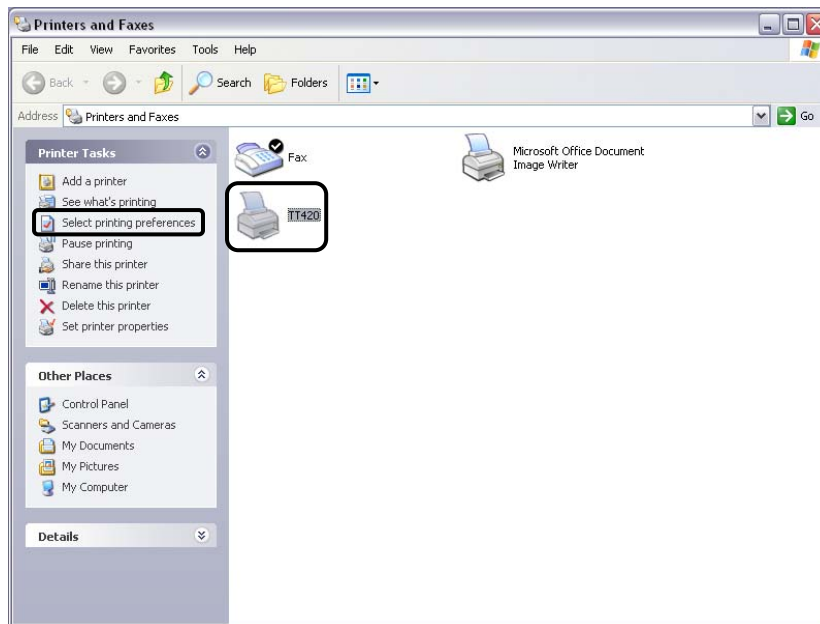 Printers and Faxes
File Edit View Favorites Tools Help
Back Search Folders
Address Printers and Faxes Go
Printer Tasks
Add a printer
See what's printing
Select printing preferences
Pause printing
Share this printer
Rename this printer
Delete this printer
Set printer properties
Other Places
Control Panel
Scanners and Cameras
My Documents
My Pictures
My Computer
Details
Fax
Microsoft Office Document
Image Writer
TT420